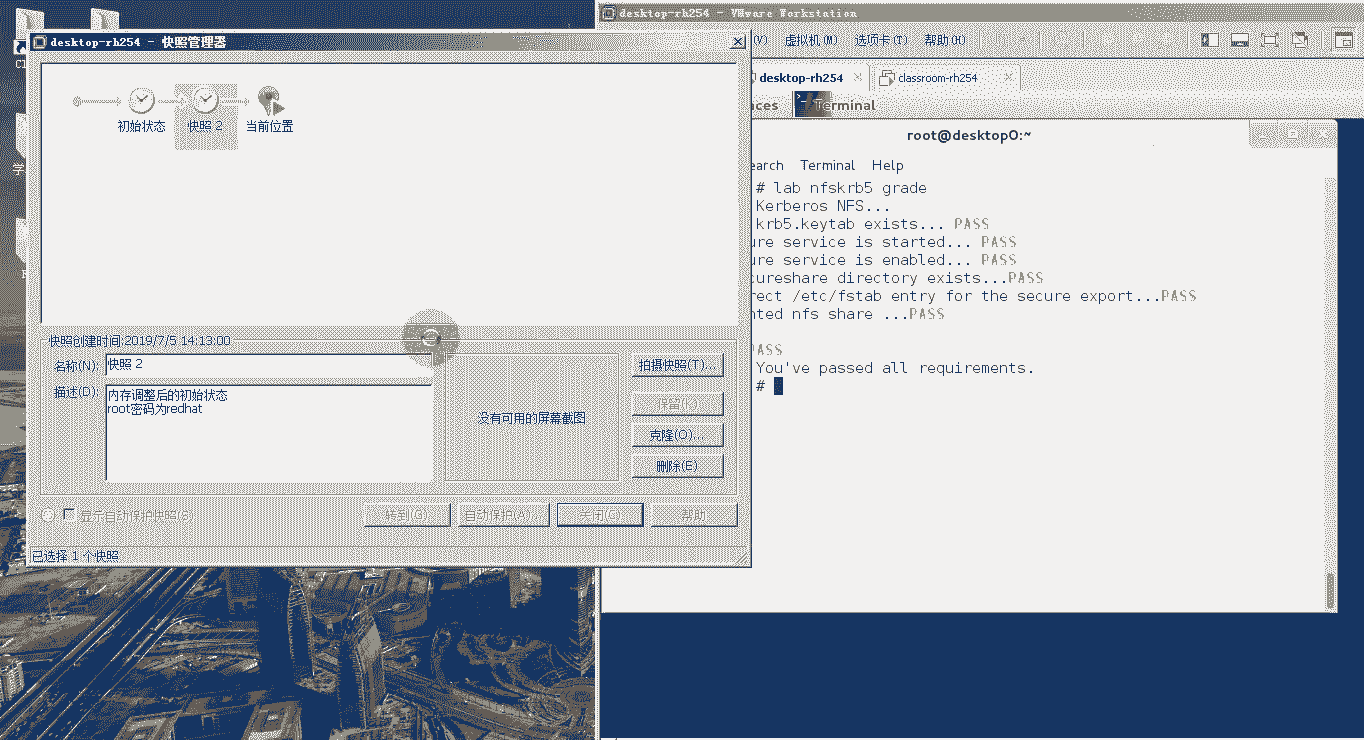 desktop-rh254 - VMware Workstation
desktop-rh254 - 快照管理器
(V) 虚拟机(M) 选项卡(T) 帮助(H)
desktop-rh254
classroom-rh254
Terminal
root@desktop0:~
Terminal Help
初始状态
快照 2
当前位置
# lab nfskrb5 grade
Kerberos NFS...
krb5.keytab exists... PASS
ure service is started... PASS
ure service is enabled... PASS
cureshare directory exists...PASS
rect /etc/fstab entry for the secure export...PASS
nted nfs share ...PASS
PASS
You've passed all requirements.
#
快照创建时间:2019/7/5 14:13:00
名称(N): 快照 2
描述(D): 内存调整后的初始状态
root密码为redhat
没有可用的屏幕截图
拍摄快照(T)...
保留(K)
克隆(O)...
删除(E)
显示自动保护快照(S)
转到(G)
自动保护(A)...
关闭(C)
帮助
已选择 1 个快照